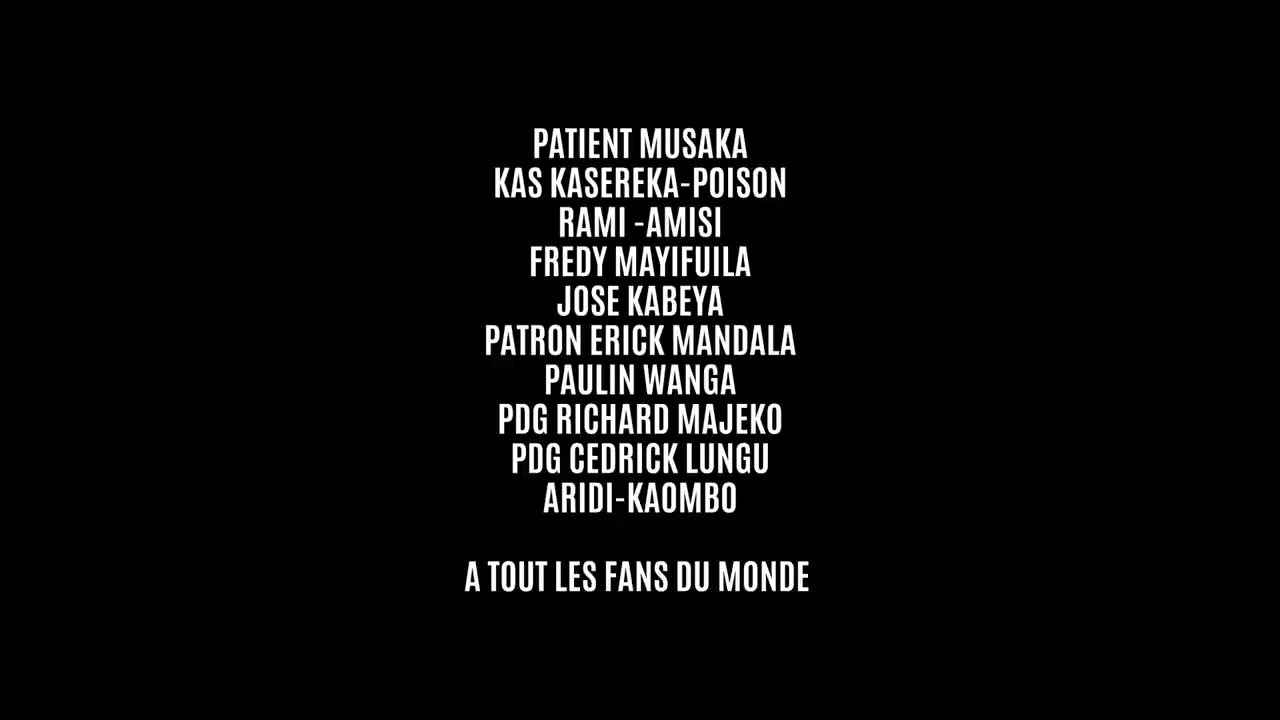 PATIENT MUSAKA
KAS KASEREKA-POISON
RAMI -AMISI
FREDY MAYIFUILA
JOSE KABEYA
PATRON ERICK MANDALA
PAULIN WANGA
PDG RICHARD MAJEKO
PDG CEDRICK LUNGU
ARIDI-KAOMBO
A TOUT LES FANS DU MONDE